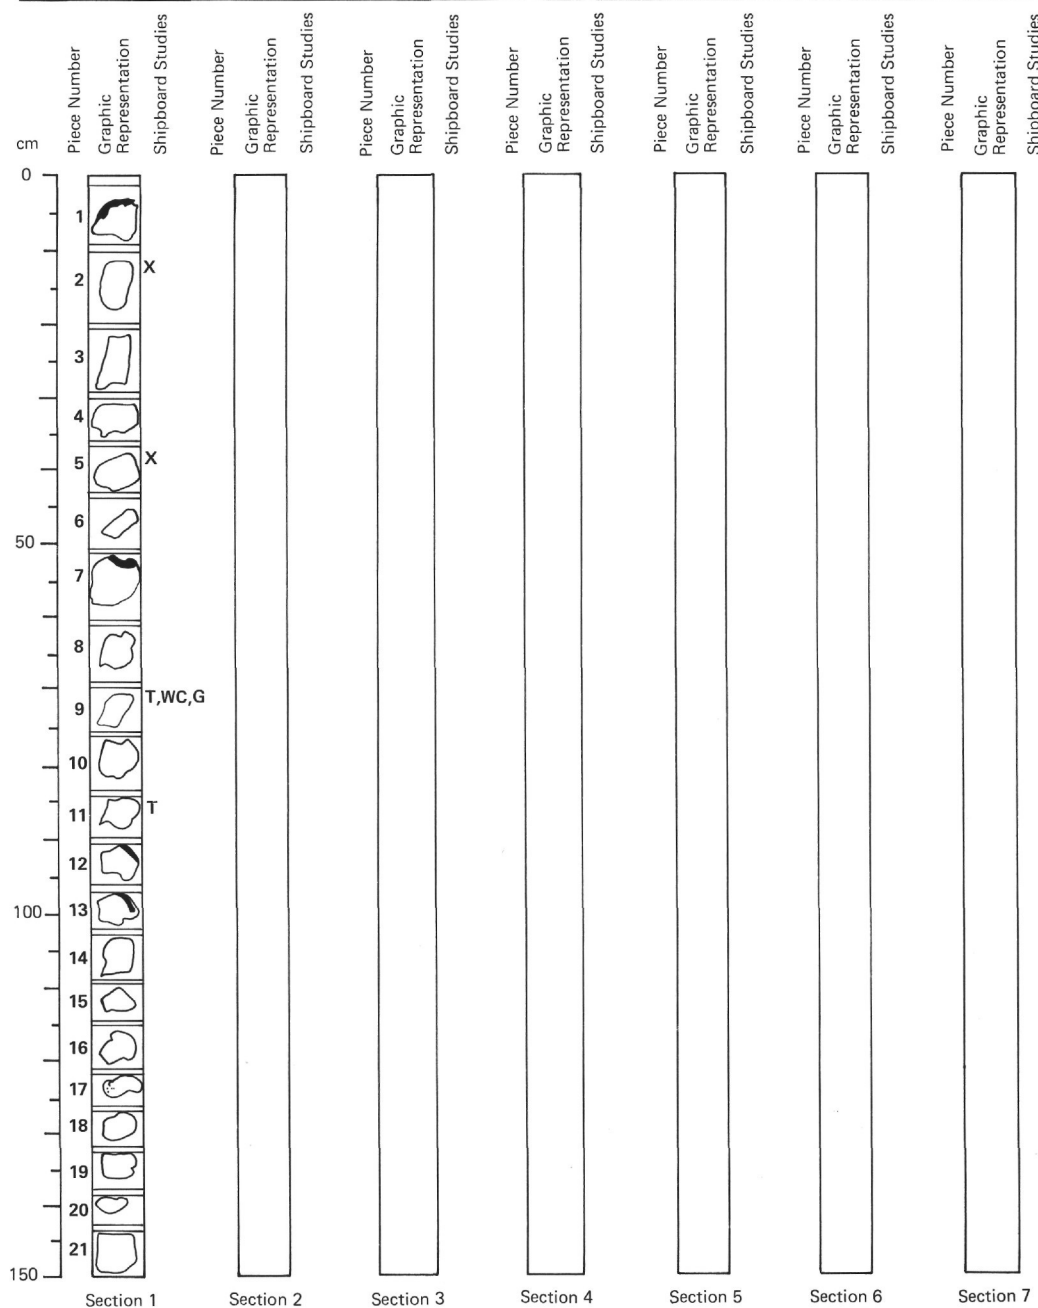 cm
Piece Number
Graphic
Representation
Shipboard Studies
Piece Number
Graphic
Representation
Shipboard Studies
Piece Number
Graphic
Representation
Shipboard Studies
Piece Number
Graphic
Representation
Shipboard Studies
Piece Number
Graphic
Representation
Shipboard Studies
Piece Number
Graphic
Representation
Shipboard Studies
Piece Number
Graphic
Representation
Shipboard Studies
0
1
2 X
3
4
5 X
6
50
7
8
9 T,WC,G
10
11 T
12
13
100
14
15
16
17
18
19
20
21
150
Section 1 Section 2 Section 3 Section 4 Section 5 Section 6 Section 7